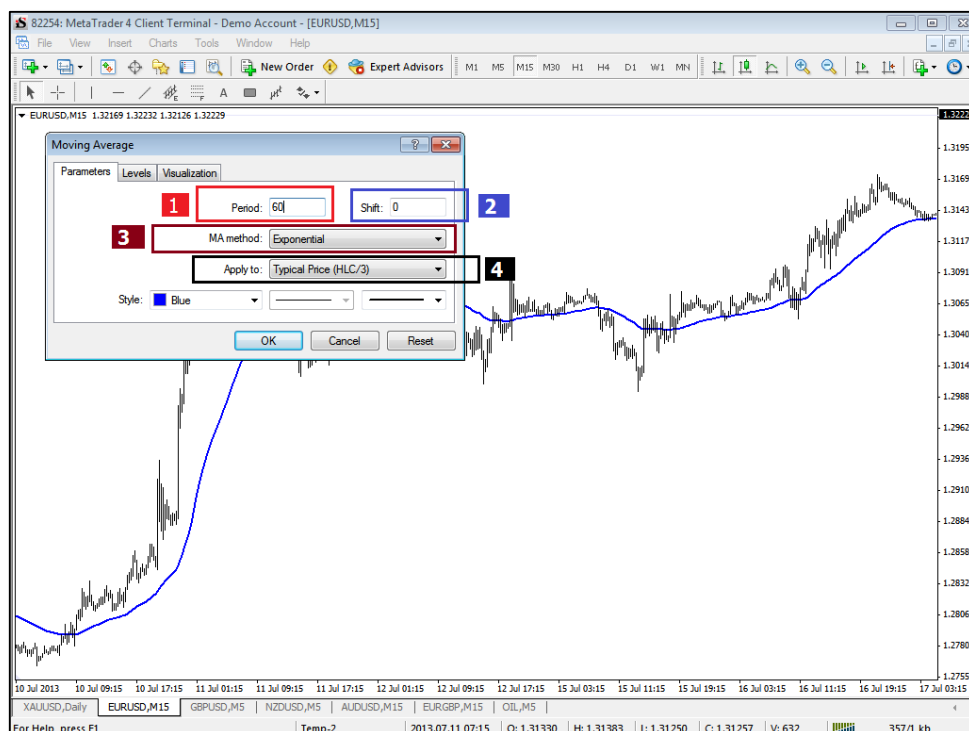 82254: MetaTrader 4 Client Terminal - Demo Account - [EURUSD,M15]
File View Insert Charts Tools Window Help
New Order Expert Advisors M1 M5 M15 M30 H1 H4 D1 W1 MN
A
EURUSD,M15 1.32169 1.32232 1.32126 1.32229
1.3222
1.3195
1.3169
1.3143
1.3117
1.3091
1.3065
1.3040
1.3014
1.2988
1.2962
1.2936
1.2910
1.2884
1.2858
1.2832
1.2806
1.2780
1.2755
Moving Average
Parameters Levels Visualization
1 Period: 60 Shift: 0 2
3 MA method: Exponential
Apply to: Typical Price (HLC/3) 4
Style: Blue
OK Cancel Reset
10 Jul 2013 10 Jul 09:15 10 Jul 17:15 11 Jul 01:15 11 Jul 09:15 11 Jul 17:15 12 Jul 01:15 12 Jul 09:15 12 Jul 17:15 15 Jul 03:15 15 Jul 11:15 15 Jul 19:15 16 Jul 03:15 16 Jul 11:15 16 Jul 19:15 17 Jul 03:15
XAUUSD,Daily EURUSD,M15 GBPUSD,M5 NZDUSD,M5 AUDUSD,M15 EURGBP,M15 OIL,M5
For Help, press F1 Temp-2 2013.07.11 07:15 O: 1.31330 H: 1.31383 L: 1.31250 C: 1.31257 V: 632 357/1 kb